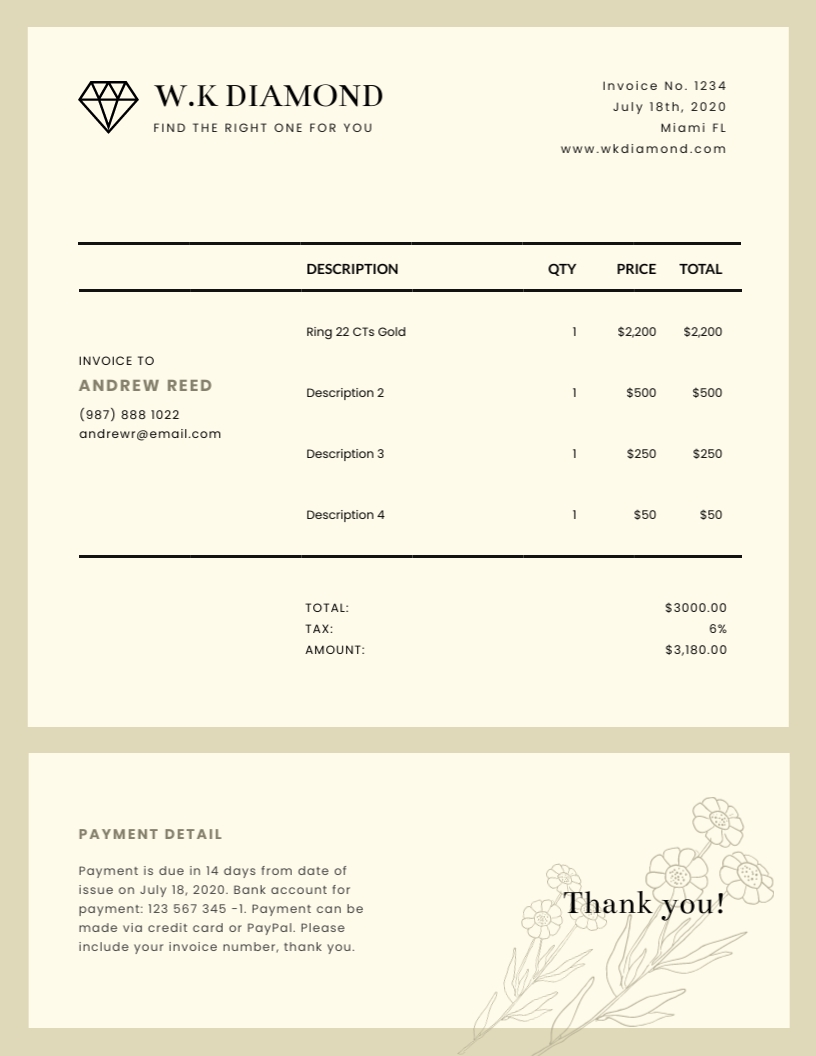 W.K DIAMOND
FIND THE RIGHT ONE FOR YOU
Invoice No. 1234
July 18th, 2020
Miami FL
www.wkdiamond.com
DESCRIPTION QTY PRICE TOTAL
Ring 22 CTs Gold 1 $2,200 $2,200
INVOICE TO
ANDREW REED
(987) 888 1022
andrewr@email.com
Description 2 1 $500 $500
Description 3 1 $250 $250
Description 4 1 $50 $50
TOTAL: $3000.00
TAX: 6%
AMOUNT: $3,180.00
PAYMENT DETAIL
Payment is due in 14 days from date of
issue on July 18, 2020. Bank account for
payment: 123 567 345 -1. Payment can be
made via credit card or PayPal. Please
include your invoice number, thank you.
Thank you!